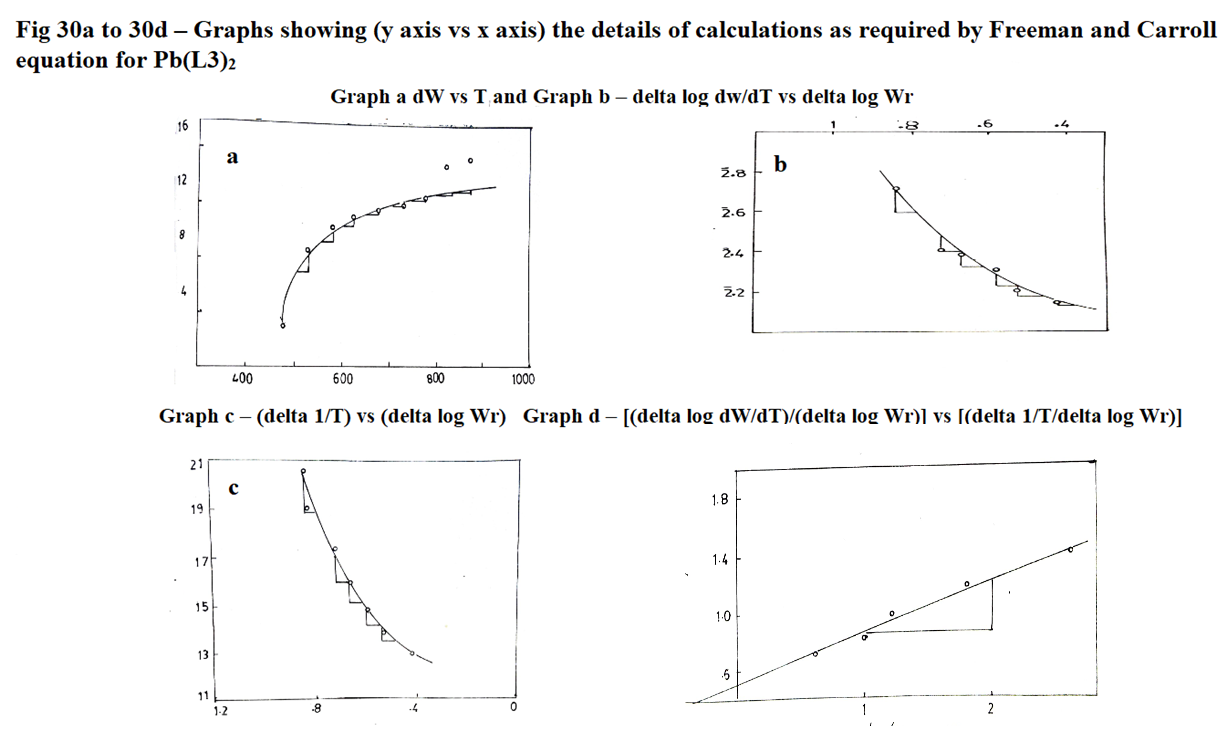 Fig 30a to 30d – Graphs showing (y axis vs x axis) the details of calculations as required by Freeman and Carroll
equation for Pb(L3)₂
Graph a dW vs T and Graph b – delta log dw/dT vs delta log Wr
16
12
8
4
a
400 600 800 1000
1 .8 .6 .4
b
2̄.8
2̄.6
2̄.4
2̄.2
Graph c – (delta 1/T) vs (delta log Wr) Graph d – [(delta log dW/dT)/(delta log Wr)] vs [(delta 1/T/delta log Wr)]
21
19
17
15
13
11
c
1.2 .8 .4 0
1.8
1.4
1.0
.6
1 2